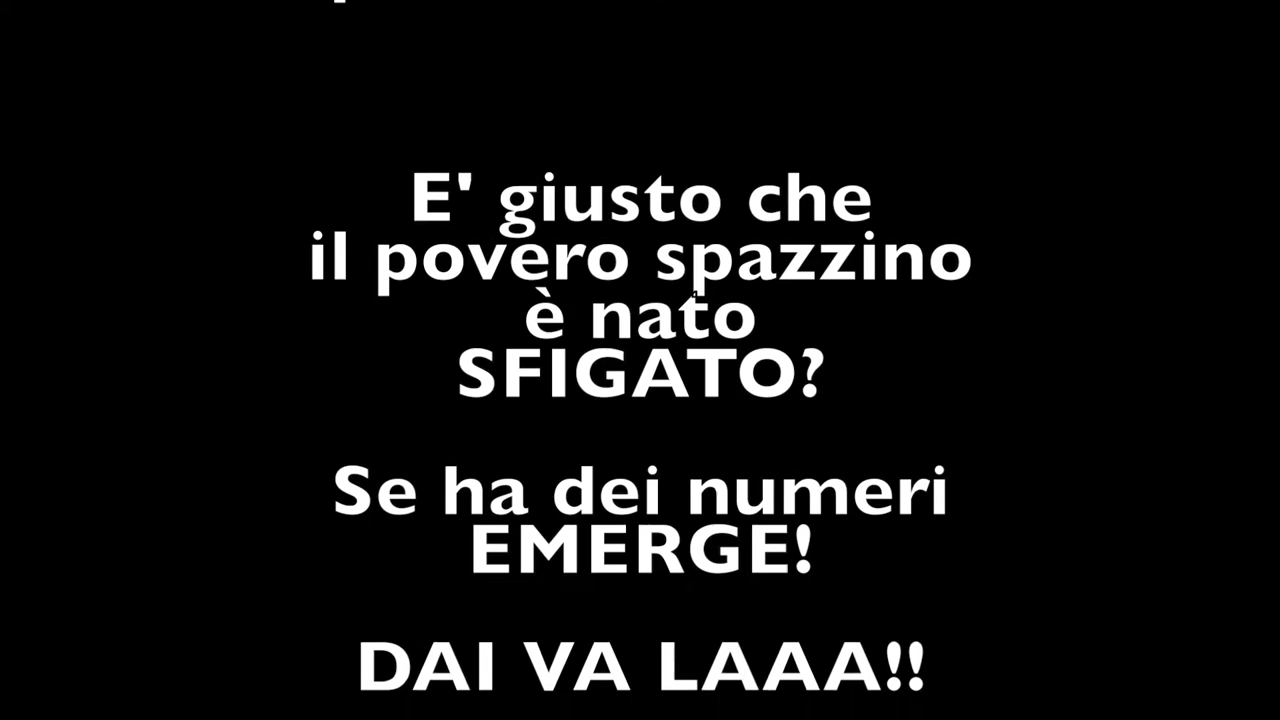 E' giusto che
il povero spazzino
è nato
SFIGATO?
Se ha dei numeri
EMERGE!
DAI VA LAAA!!